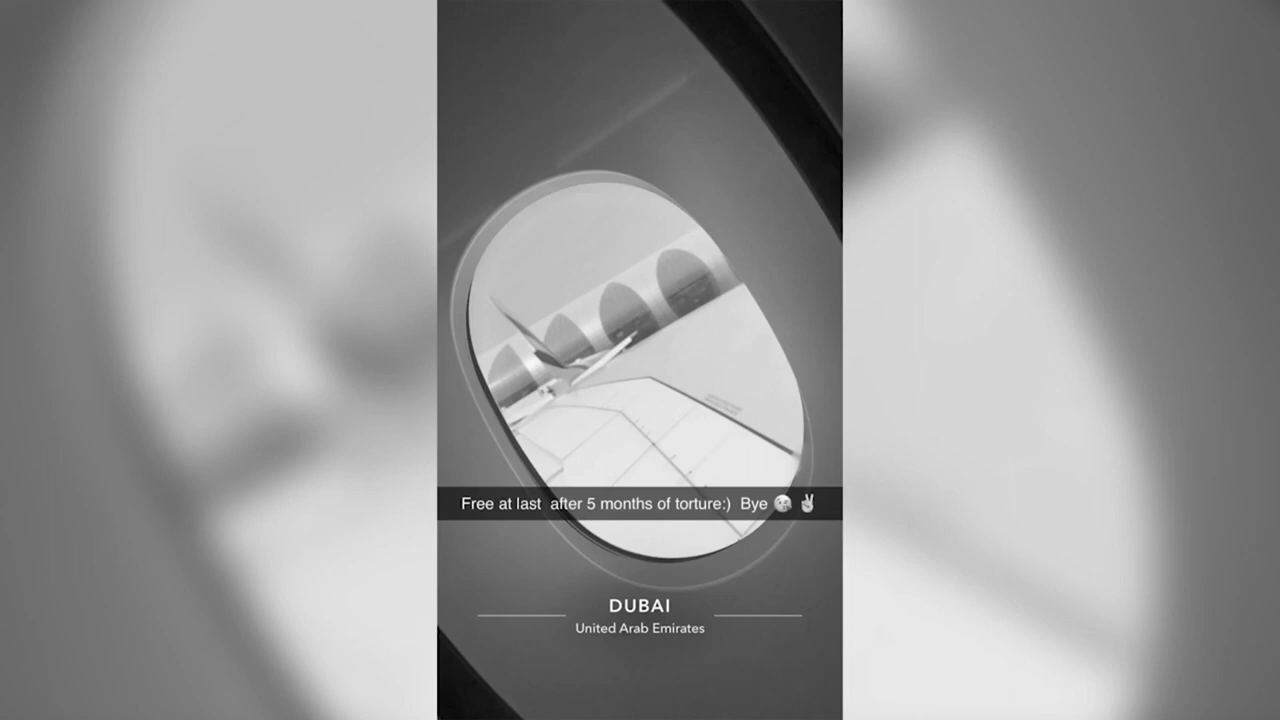 Free at last  after 5 months of torture:)  Bye 😘 ✌
DUBAI
United Arab Emirates